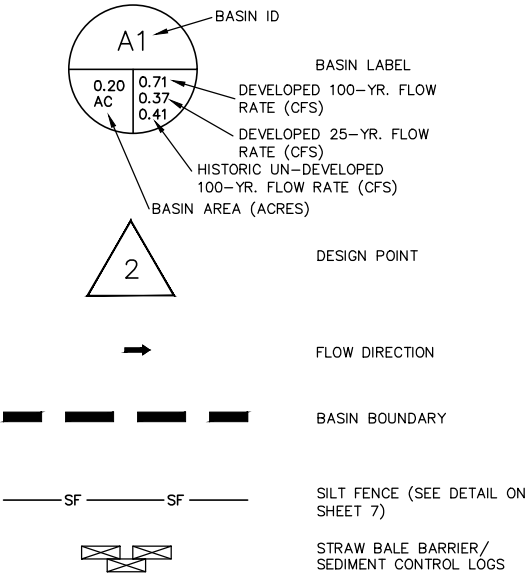 BASIN ID
A1
BASIN LABEL
0.20
AC
0.71
0.37
0.41
DEVELOPED 100-YR. FLOW
RATE (CFS)
DEVELOPED 25-YR. FLOW
RATE (CFS)
HISTORIC UN-DEVELOPED
100-YR. FLOW RATE (CFS)
BASIN AREA (ACRES)
2
DESIGN POINT
FLOW DIRECTION
BASIN BOUNDARY
SF SF
SILT FENCE (SEE DETAIL ON
SHEET 7)
STRAW BALE BARRIER/
SEDIMENT CONTROL LOGS